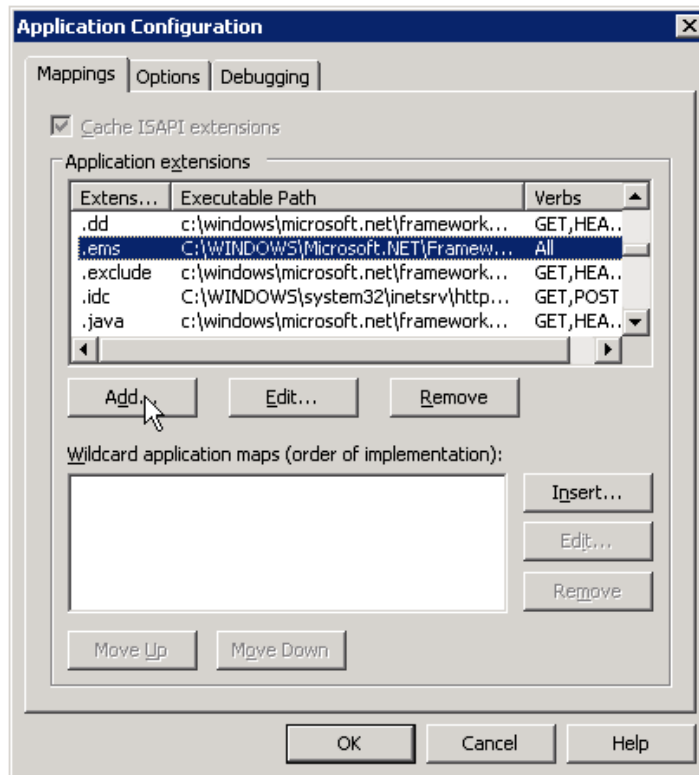 Application Configuration
Mappings Options Debugging
Cache ISAPI extensions
Application extensions
Extens... Executable Path Verbs
.dd c:\windows\microsoft.net\framework... GET,HEA..
.ems C:\WINDOWS\Microsoft.NET\Framew... All
.exclude c:\windows\microsoft.net\framework... GET,HEA..
.idc C:\WINDOWS\system32\inetsrv\http... GET,POST
.java c:\windows\microsoft.net\framework... GET,HEA..
Add... Edit... Remove
Wildcard application maps (order of implementation):
Insert...
Edit...
Remove
Move Up Move Down
OK Cancel Help